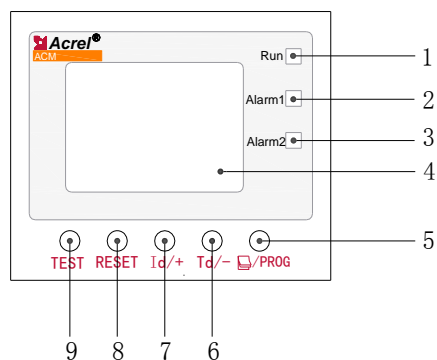 Acrel®
ACM
Run 1
Alarm1 2
Alarm2 3
4
5
TEST RESET Id/+ Td/- /PROG
9 8 7 6